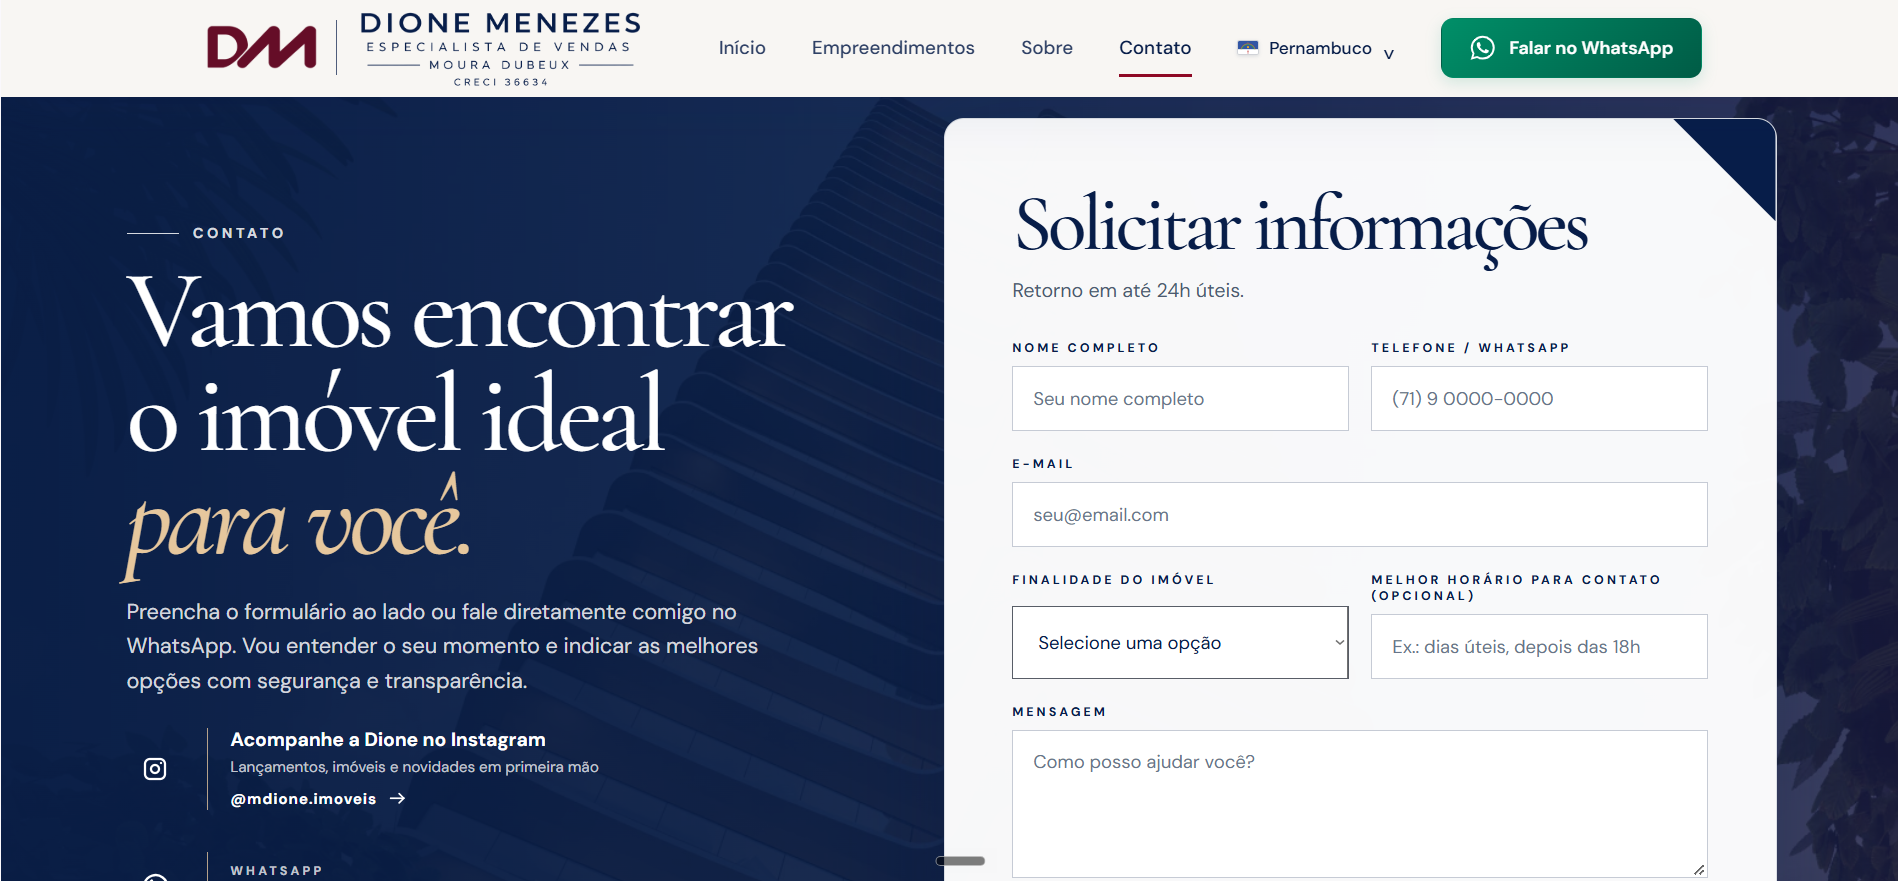 DM
DIONE MENEZES
ESPECIALISTA DE VENDAS
MOURA DUBEUX
CRECI 36634
Início
Empreendimentos
Sobre
Contato
Pernambuco
Falar no WhatsApp
CONTATO
Vamos encontrar
o imóvel ideal
para você.
Preencha o formulário ao lado ou fale diretamente comigo no
WhatsApp. Vou entender o seu momento e indicar as melhores
opções com segurança e transparência.
Acompanhe a Dione no Instagram
Lançamentos, imóveis e novidades em primeira mão
@mdione.imoveis →
WHATSAPP
Solicitar informações
Retorno em até 24h úteis.
NOME COMPLETO
Seu nome completo
TELEFONE / WHATSAPP
(71) 9 0000-0000
E-MAIL
seu@email.com
FINALIDADE DO IMÓVEL
Selecione uma opção
MELHOR HORÁRIO PARA CONTATO
(OPCIONAL)
Ex.: dias úteis, depois das 18h
MENSAGEM
Como posso ajudar você?